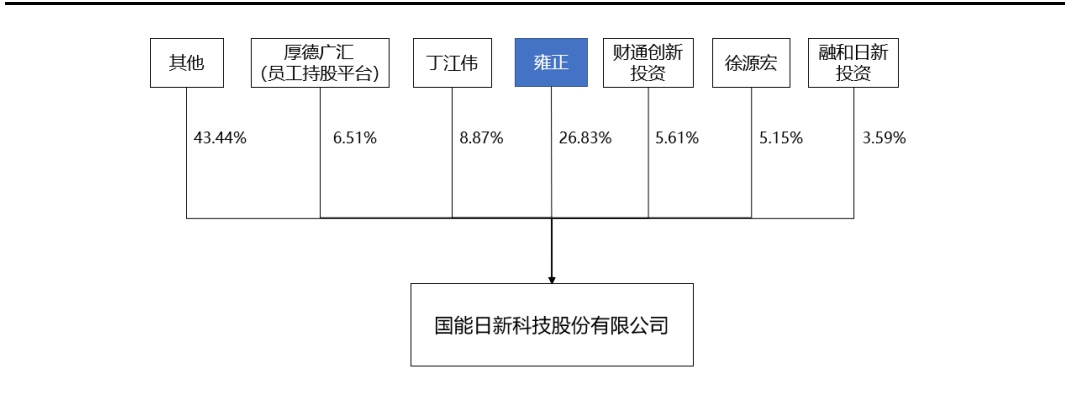 其他
厚德广汇
(员工持股平台)
丁江伟
雍正
财通创新
投资
徐源宏
融和日新
投资
43.44%
6.51%
8.87%
26.83%
5.61%
5.15%
3.59%
国能日新科技股份有限公司